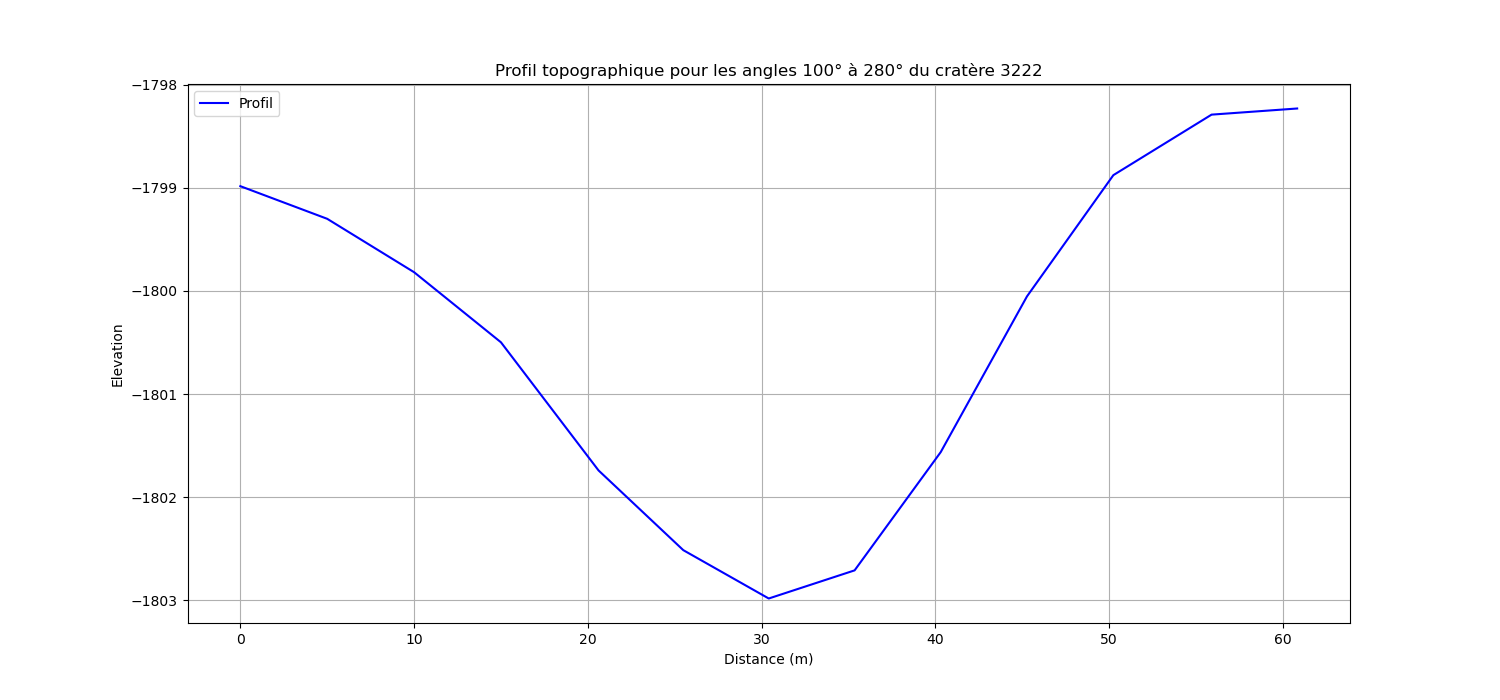 Profil topographique pour les angles 100° à 280° du cratère 3222
Profil
−1798
−1799
−1800
−1801
−1802
−1803
Elevation
0 10 20 30 40 50 60
Distance (m)